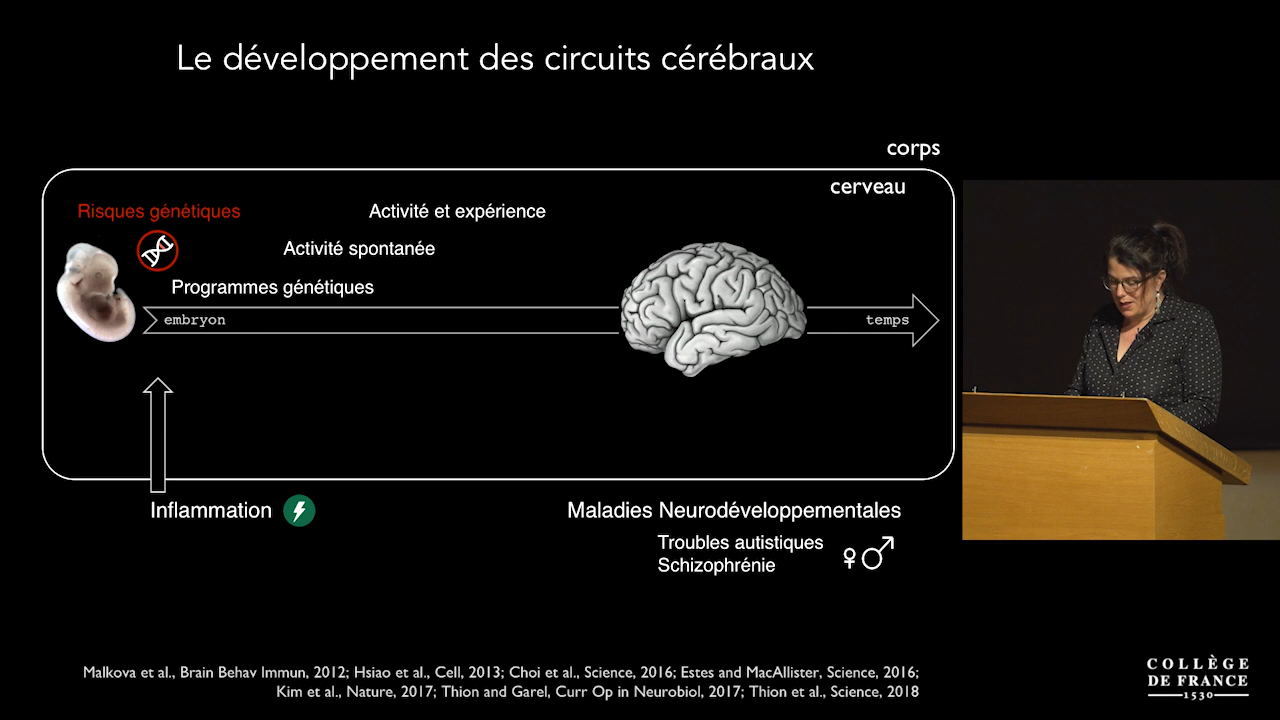 Le développement des circuits cérébraux
corps
cerveau
Risques génétiques
Activité et expérience
Activité spontanée
Programmes génétiques
embryon
temps
Inflammation
Maladies Neurodéveloppementales
Troubles autistiques
Schizophrénie
Malkova et al., Brain Behav Immun, 2012; Hsiao et al., Cell, 2013; Choi et al., Science, 2016; Estes and MacAllister, Science, 2016;
Kim et al., Nature, 2017; Thion and Garel, Curr Op in Neurobiol, 2017; Thion et al., Science, 2018
COLLÈGE
DE FRANCE
1530